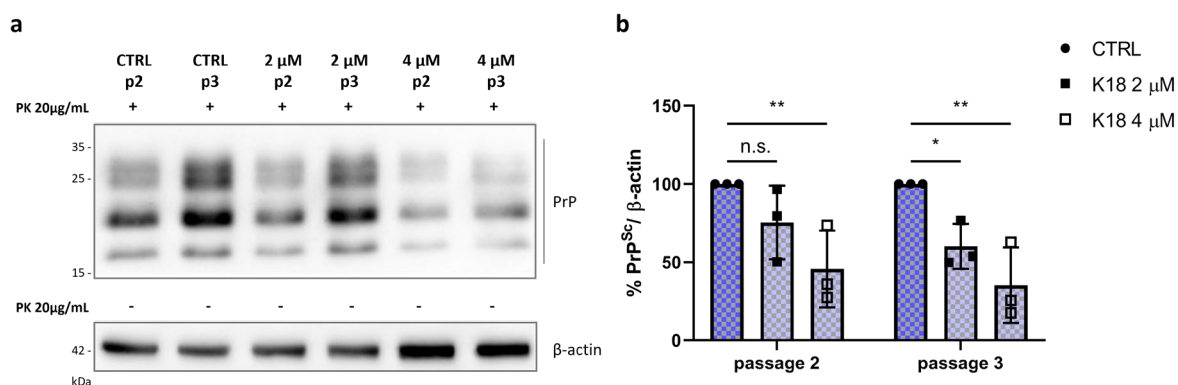 a
CTRL CTRL 2 μM 2 μM 4 μM 4 μM
p2 p3 p2 p3 p2 p3
PK 20μg/mL + + + + + +
35 -
25 -
15 -
PrP
PK 20μg/mL - - - - - -
42 -
β-actin
kDa
b
CTRL
K18 2 μM
K18 4 μM
% PrPSc/ β-actin
150
100
50
0
** **
n.s. *
passage 2 passage 3